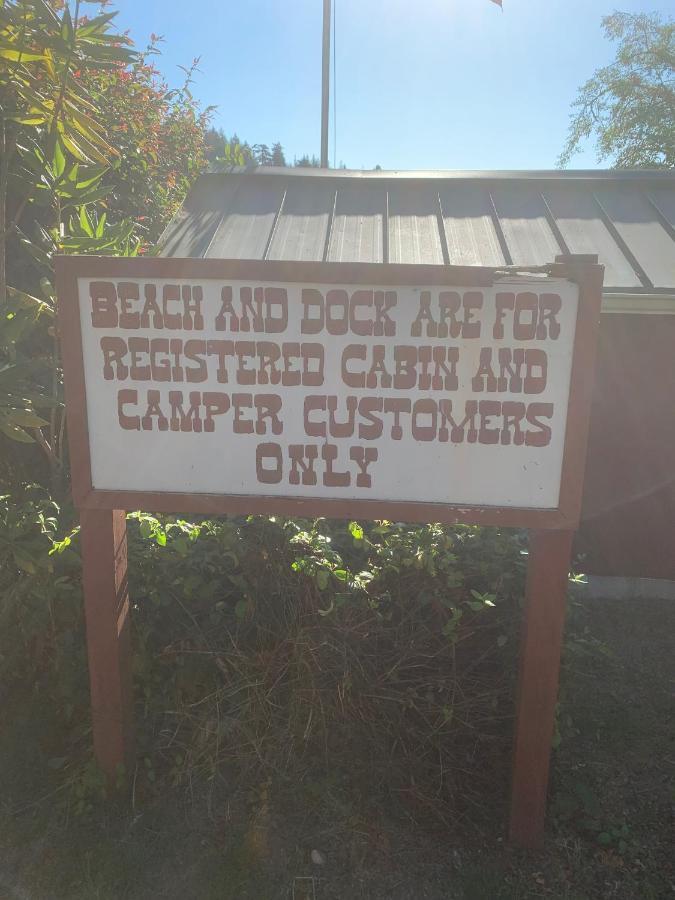 BEACH AND DOCK ARE FOR
REGISTERED CABIN AND
CAMPER CUSTOMERS
ONLY